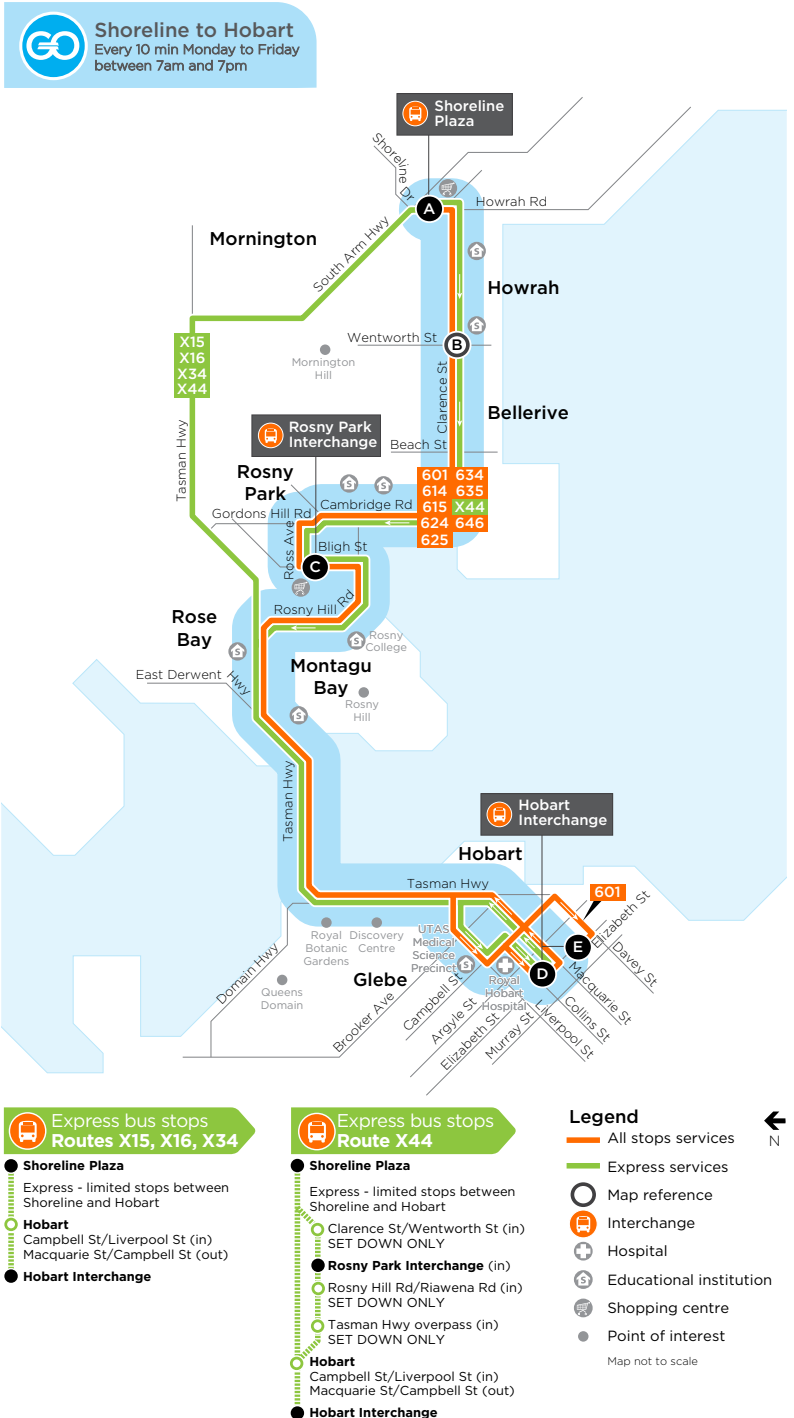 GO
Shoreline to Hobart
Every 10 min Monday to Friday
between 7am and 7pm
Shoreline
Plaza
Shoreline Dr
A
Howrah Rd
Mornington
South Arm Hwy
Howrah
X15
X16
X34
X44
Wentworth St
B
Mornington
Hill
Clarence St
Bellerive
Rosny Park
Interchange
Beach St
Tasman Hwy
Rosny
Park
601 634
614 635
615 X44
624 646
625
Cambridge Rd
Gordons Hill Rd
Ross Ave
Bligh St
C
Rosny Hill Rd
Rose
Bay
Rosny
College
Montagu
Bay
East Derwent Hwy
Rosny
Hill
Tasman Hwy
Hobart
Interchange
Hobart
Tasman Hwy
601
Elizabeth St
UTAS
Medical
Science
Precinct
Royal
Botanic
Gardens
Discovery
Centre
E
Davey St
D
Glebe
Macquarie St
Royal
Hobart
Hospital
Domain Hwy
Queens
Domain
Campbell St
Collins St
Brooker Ave
Argyle St
Liverpool St
Elizabeth St
Murray St
Express bus stops
Routes X15, X16, X34
Shoreline Plaza
Express - limited stops between
Shoreline and Hobart
Hobart
Campbell St/Liverpool St (in)
Macquarie St/Campbell St (out)
Hobart Interchange
Express bus stops
Route X44
Shoreline Plaza
Express - limited stops between
Shoreline and Hobart
Clarence St/Wentworth St (in)
SET DOWN ONLY
Rosny Park Interchange (in)
Rosny Hill Rd/Riawena Rd (in)
SET DOWN ONLY
Tasman Hwy overpass (in)
SET DOWN ONLY
Hobart
Campbell St/Liverpool St (in)
Macquarie St/Campbell St (out)
Hobart Interchange
Legend
N
All stops services
Express services
Map reference
Interchange
Hospital
Educational institution
Shopping centre
Point of interest
Map not to scale